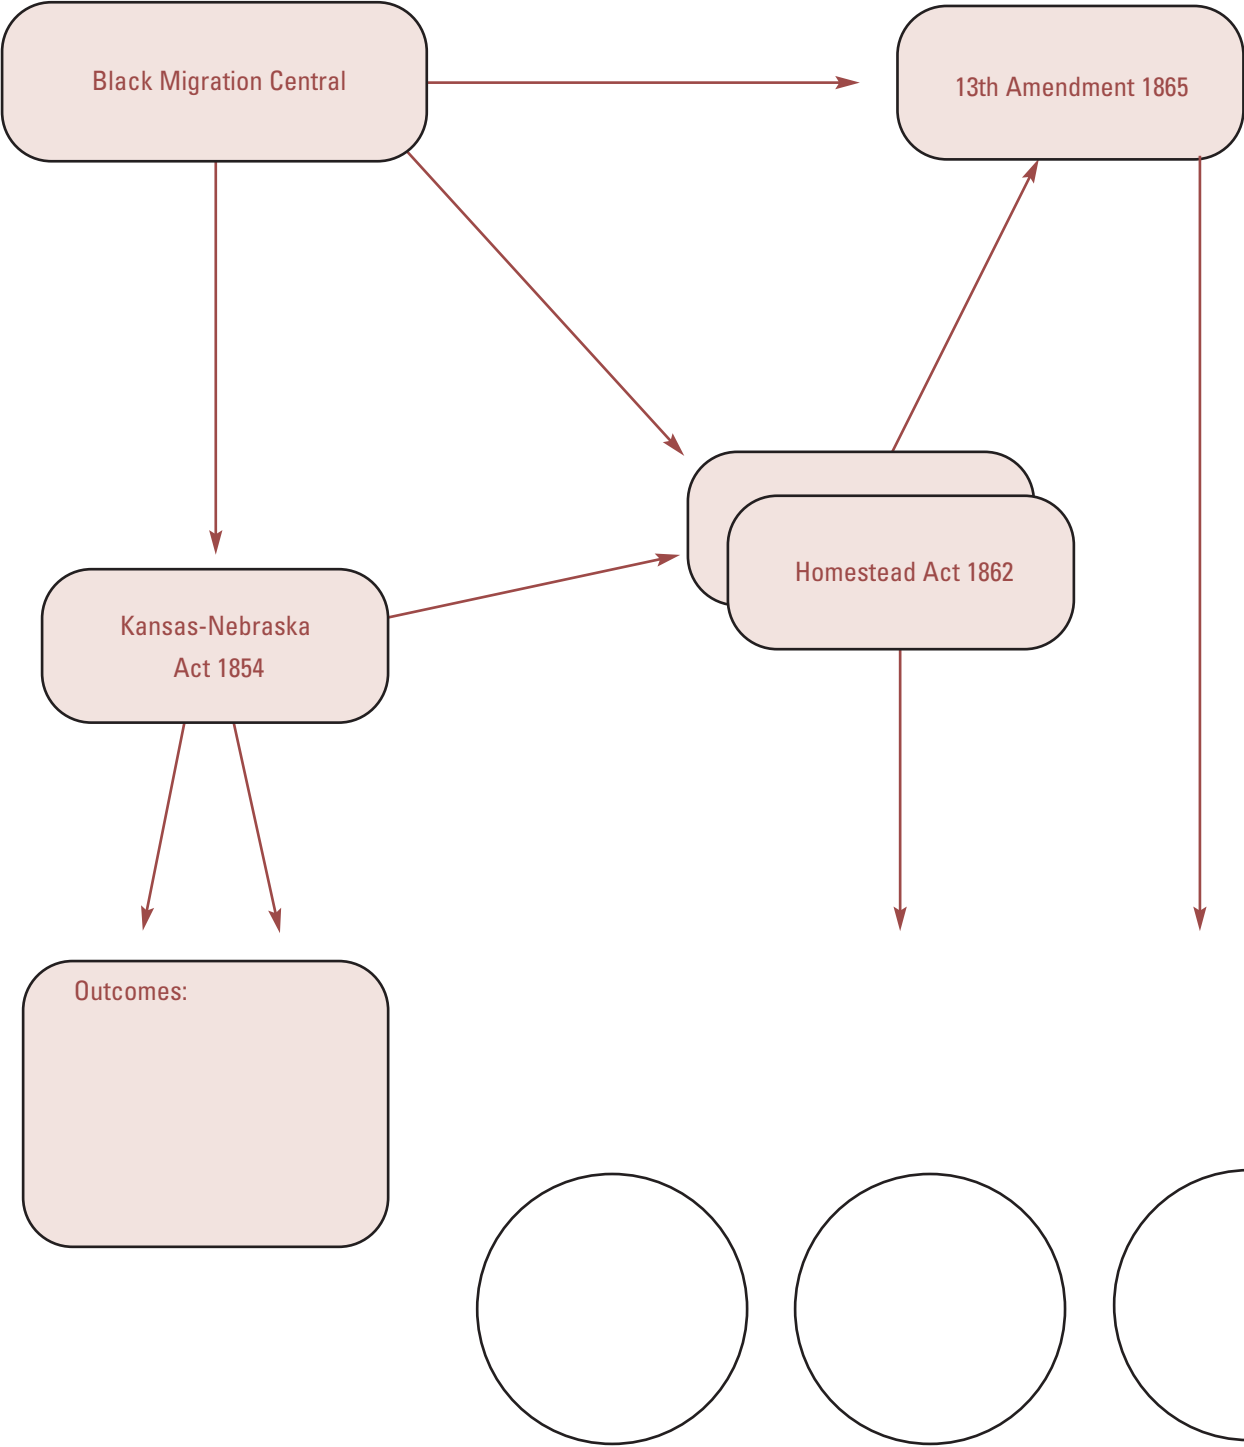 Black Migration Central
13th Amendment 1865
Homestead Act 1862
Kansas-Nebraska
Act 1854
Outcomes: